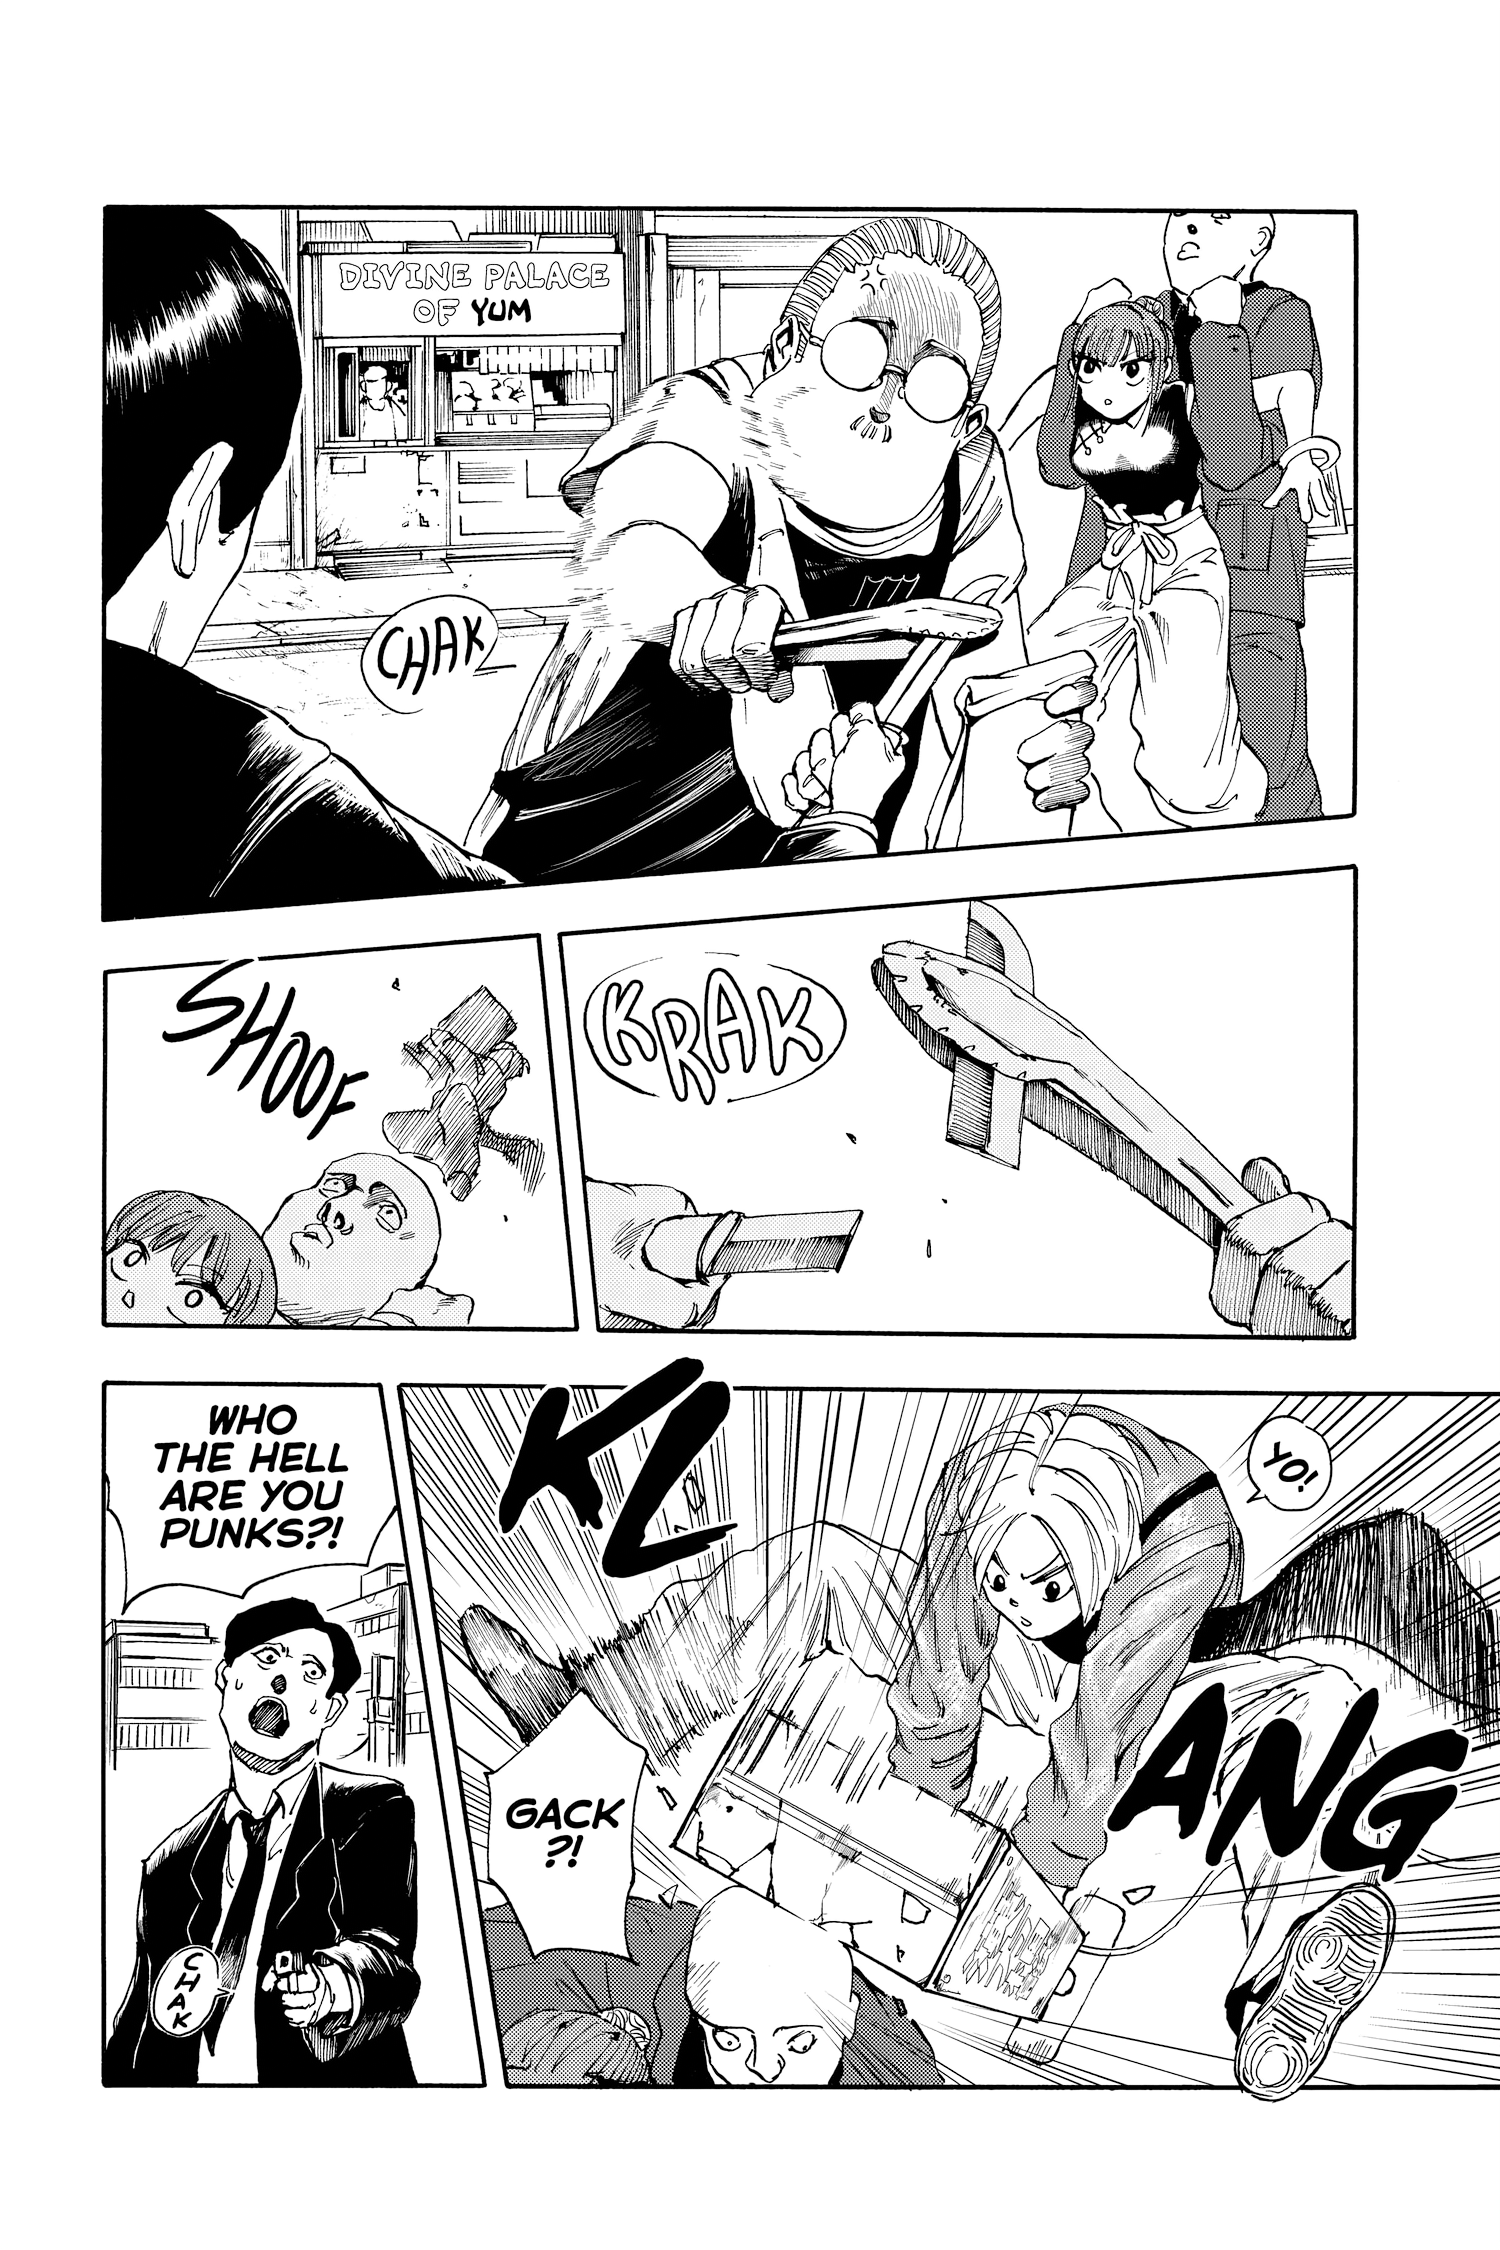 DIVINE PALACE
OF YUM
CHAK
KRAK
SHOOF
YO!
KL
ANG
GACK
?!
WHO
THE HELL
ARE YOU
PUNKS?!
CHAK